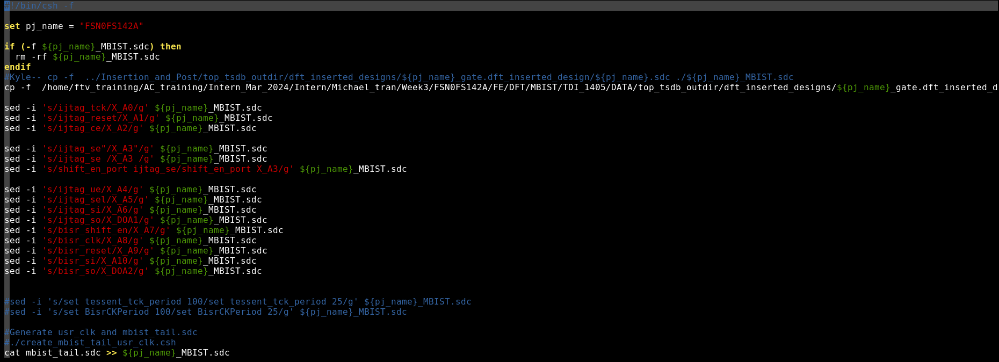 #!/bin/csh -f
set pj_name = "FSN0FS142A"
if (-f ${pj_name}_MBIST.sdc) then
  rm -rf ${pj_name}_MBIST.sdc
endif
#Kyle-- cp -f  ../Insertion_and_Post/top_tsdb_outdir/dft_inserted_designs/${pj_name}_gate.dft_inserted_design/${pj_name}.sdc ./${pj_name}_MBIST.sdc
cp -f  /home/ftv_training/AC_training/Intern_Mar_2024/Intern/Michael_tran/Week3/FSN0FS142A/FE/DFT/MBIST/TDI_1405/DATA/top_tsdb_outdir/dft_inserted_designs/${pj_name}_gate.dft_inserted_d
sed -i 's/ijtag_tck/X_A0/g' ${pj_name}_MBIST.sdc
sed -i 's/ijtag_reset/X_A1/g' ${pj_name}_MBIST.sdc
sed -i 's/ijtag_ce/X_A2/g' ${pj_name}_MBIST.sdc
sed -i 's/ijtag_se"/X_A3"/g' ${pj_name}_MBIST.sdc
sed -i 's/ijtag_se /X_A3 /g' ${pj_name}_MBIST.sdc
sed -i 's/shift_en_port ijtag_se/shift_en_port X_A3/g' ${pj_name}_MBIST.sdc
sed -i 's/ijtag_ue/X_A4/g' ${pj_name}_MBIST.sdc
sed -i 's/ijtag_sel/X_A5/g' ${pj_name}_MBIST.sdc
sed -i 's/ijtag_si/X_A6/g' ${pj_name}_MBIST.sdc
sed -i 's/ijtag_so/X_DOA1/g' ${pj_name}_MBIST.sdc
sed -i 's/bisr_shift_en/X_A7/g' ${pj_name}_MBIST.sdc
sed -i 's/bisr_clk/X_A8/g' ${pj_name}_MBIST.sdc
sed -i 's/bisr_reset/X_A9/g' ${pj_name}_MBIST.sdc
sed -i 's/bisr_si/X_A10/g' ${pj_name}_MBIST.sdc
sed -i 's/bisr_so/X_DOA2/g' ${pj_name}_MBIST.sdc
#sed -i 's/set tessent_tck_period 100/set tessent_tck_period 25/g' ${pj_name}_MBIST.sdc
#sed -i 's/set BisrCKPeriod 100/set BisrCKPeriod 25/g' ${pj_name}_MBIST.sdc
#Generate usr_clk and mbist_tail.sdc
#./create_mbist_tail_usr_clk.csh
cat mbist_tail.sdc >> ${pj_name}_MBIST.sdc